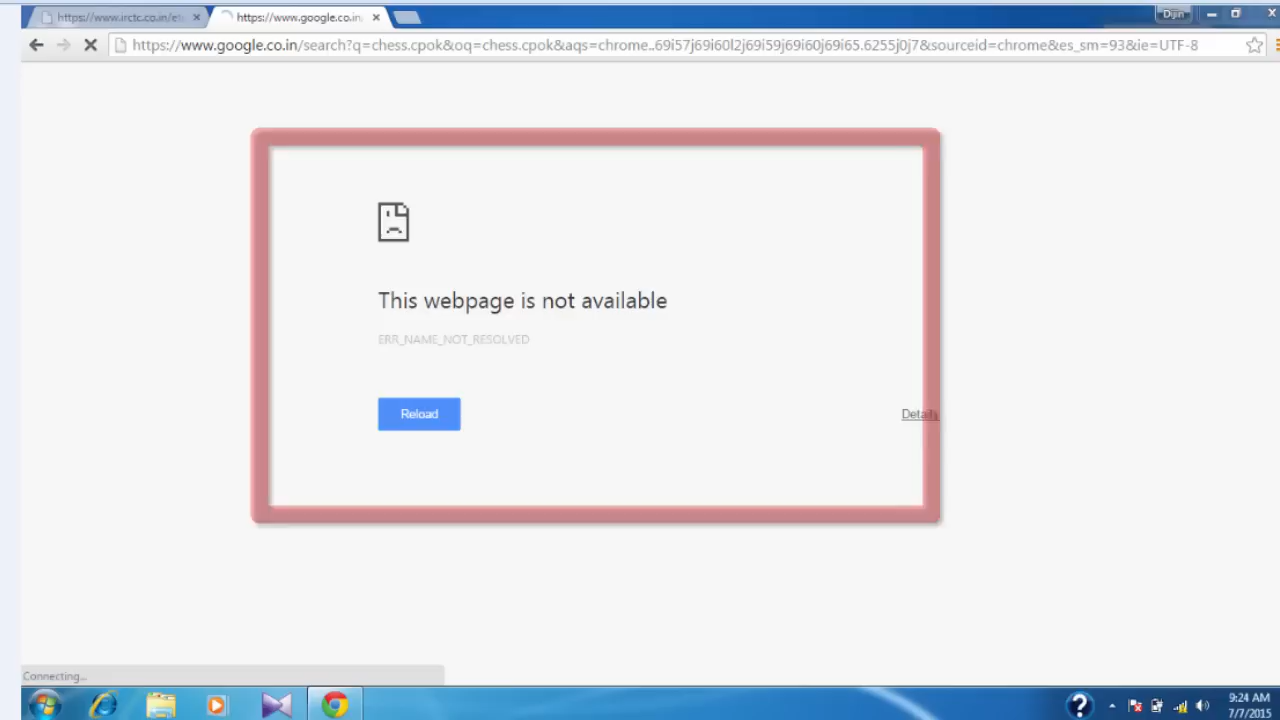 https://www.irctc.co.in/et
https://www.google.co.in
Dijin
https://www.google.co.in/search?q=chess.cpok&oq=chess.cpok&aqs=chrome..69i57j69i60l2j69i59j69i60j69i65.6255j0j7&sourceid=chrome&es_sm=93&ie=UTF-8
This webpage is not available
ERR_NAME_NOT_RESOLVED
Reload
Details
Connecting...
9:24 AM
7/7/2015